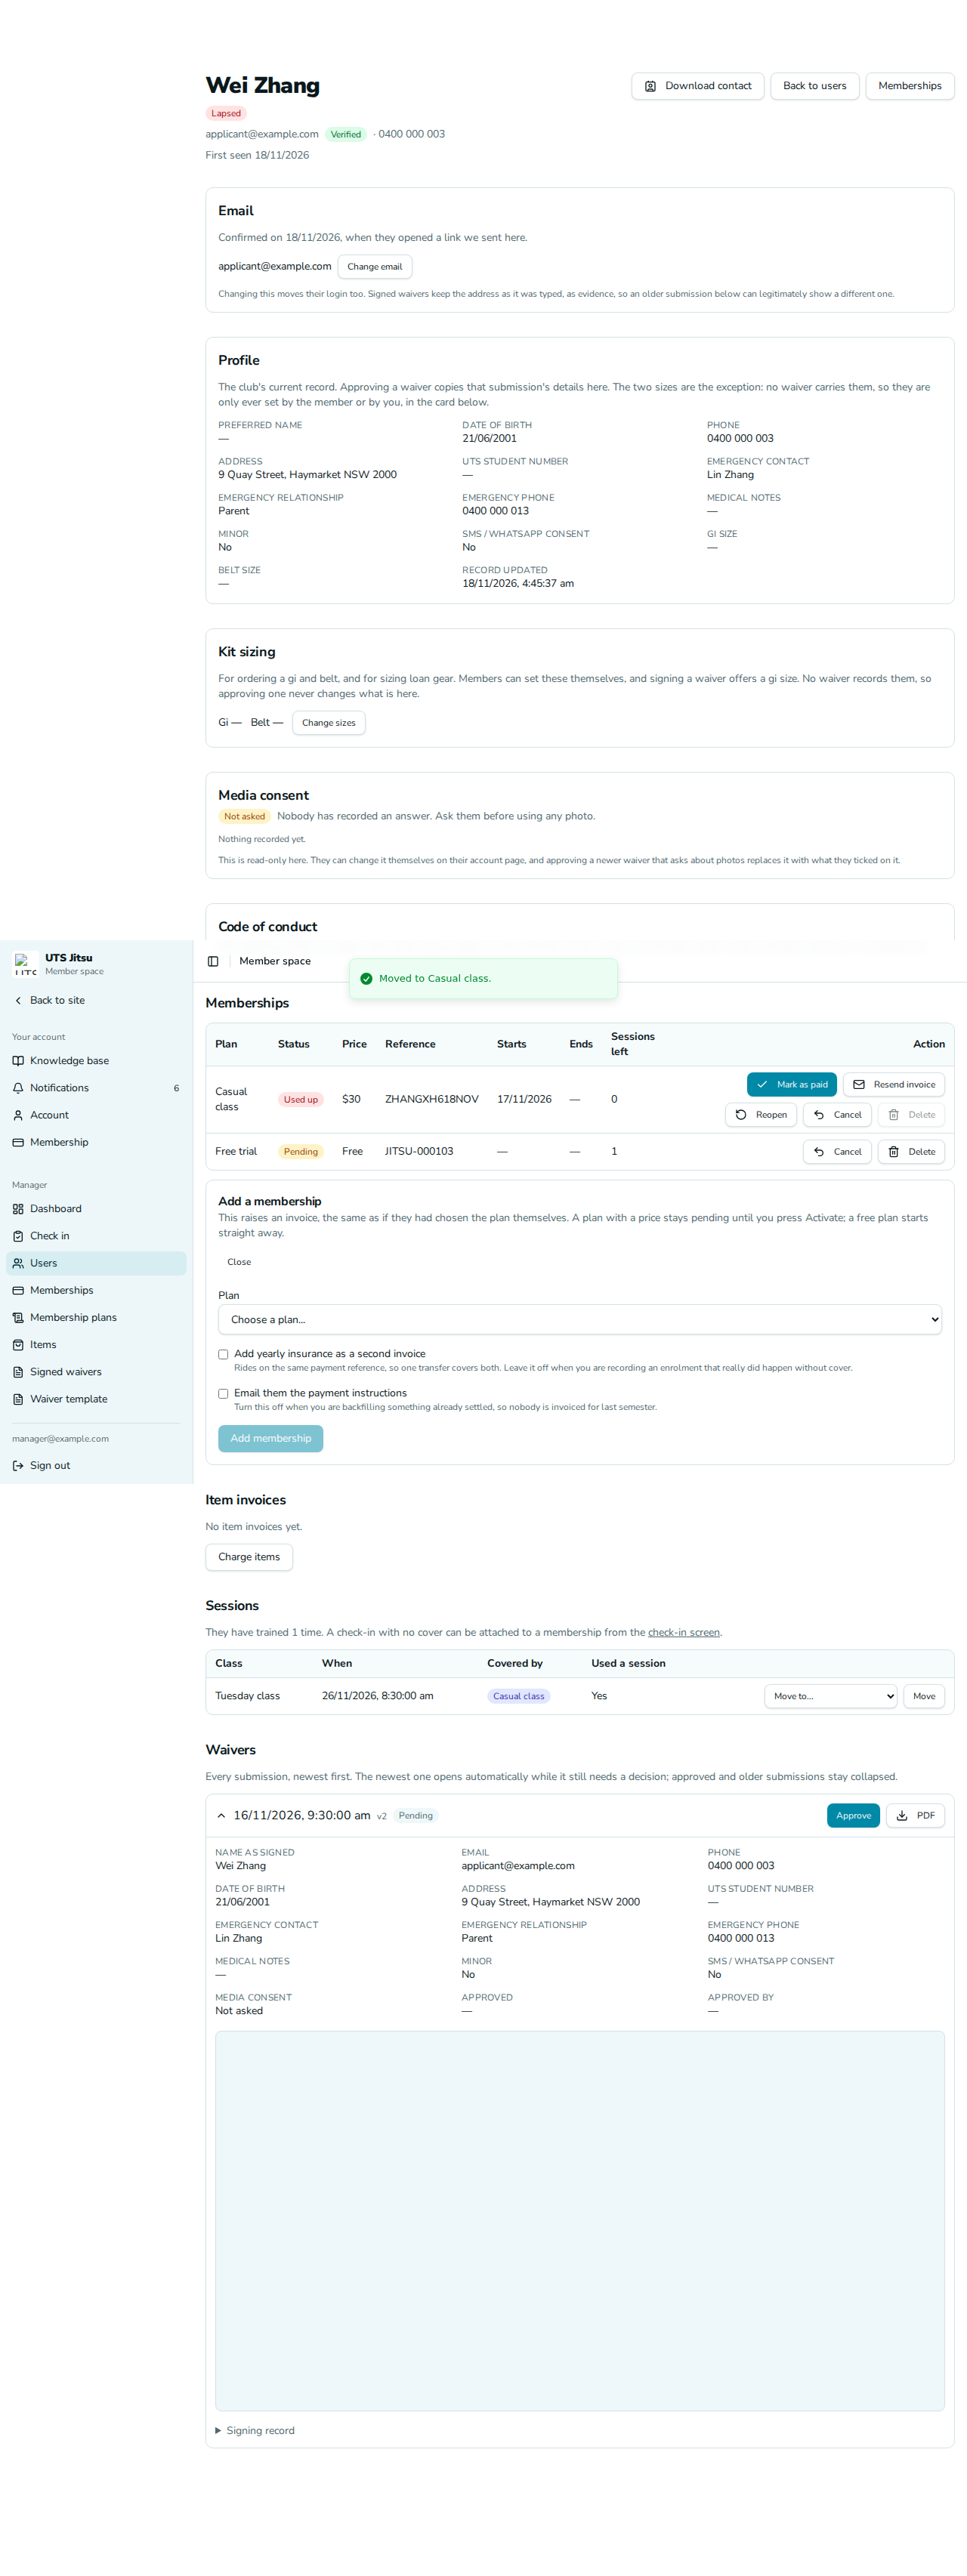 Wei Zhang
Download contact
Back to users
Memberships
Lapsed
applicant@example.com Verified · 0400 000 003
First seen 18/11/2026
Email
Confirmed on 18/11/2026, when they opened a link we sent here.
applicant@example.com Change email
Changing this moves their login too. Signed waivers keep the address as it was typed, as evidence, so an older submission below can legitimately show a different one.
Profile
The club's current record. Approving a waiver copies that submission's details here. The two sizes are the exception: no waiver carries them, so they are
only ever set by the member or by you, in the card below.
PREFERRED NAME
—
DATE OF BIRTH
21/06/2001
PHONE
0400 000 003
ADDRESS
9 Quay Street, Haymarket NSW 2000
UTS STUDENT NUMBER
—
EMERGENCY CONTACT
Lin Zhang
EMERGENCY RELATIONSHIP
Parent
EMERGENCY PHONE
0400 000 013
MEDICAL NOTES
—
MINOR
No
SMS / WHATSAPP CONSENT
No
GI SIZE
—
BELT SIZE
—
RECORD UPDATED
18/11/2026, 4:45:37 am
Kit sizing
For ordering a gi and belt, and for sizing loan gear. Members can set these themselves, and signing a waiver offers a gi size. No waiver records them, so
approving one never changes what is here.
Gi — Belt — Change sizes
Media consent
Not asked Nobody has recorded an answer. Ask them before using any photo.
Nothing recorded yet.
This is read-only here. They can change it themselves on their account page, and approving a newer waiver that asks about photos replaces it with what they ticked on it.
Code of conduct
UTS Jitsu
Member space
Back to site
Your account
Knowledge base
Notifications 6
Account
Membership
Manager
Dashboard
Check in
Users
Memberships
Membership plans
Items
Signed waivers
Waiver template
manager@example.com
Sign out
Member space
Moved to Casual class.
Memberships
Plan Status Price Reference Starts Ends Sessions left Action
Casual class Used up $30 ZHANGXH618NOV 17/11/2026 — 0 Mark as paid Resend invoice
Reopen Cancel Delete
Free trial Pending Free JITSU-000103 — — 1 Cancel Delete
Add a membership
This raises an invoice, the same as if they had chosen the plan themselves. A plan with a price stays pending until you press Activate; a free plan starts
straight away.
Close
Plan
Choose a plan...
Add yearly insurance as a second invoice
Rides on the same payment reference, so one transfer covers both. Leave it off when you are recording an enrolment that really did happen without cover.
Email them the payment instructions
Turn this off when you are backfilling something already settled, so nobody is invoiced for last semester.
Add membership
Item invoices
No item invoices yet.
Charge items
Sessions
They have trained 1 time. A check-in with no cover can be attached to a membership from the check-in screen.
Class When Covered by Used a session
Tuesday class 26/11/2026, 8:30:00 am Casual class Yes Move to... Move
Waivers
Every submission, newest first. The newest one opens automatically while it still needs a decision; approved and older submissions stay collapsed.
16/11/2026, 9:30:00 am v2 Pending Approve PDF
NAME AS SIGNED
Wei Zhang
EMAIL
applicant@example.com
PHONE
0400 000 003
DATE OF BIRTH
21/06/2001
ADDRESS
9 Quay Street, Haymarket NSW 2000
UTS STUDENT NUMBER
—
EMERGENCY CONTACT
Lin Zhang
EMERGENCY RELATIONSHIP
Parent
EMERGENCY PHONE
0400 000 013
MEDICAL NOTES
—
MINOR
No
SMS / WHATSAPP CONSENT
No
MEDIA CONSENT
Not asked
APPROVED
—
APPROVED BY
—
Signing record